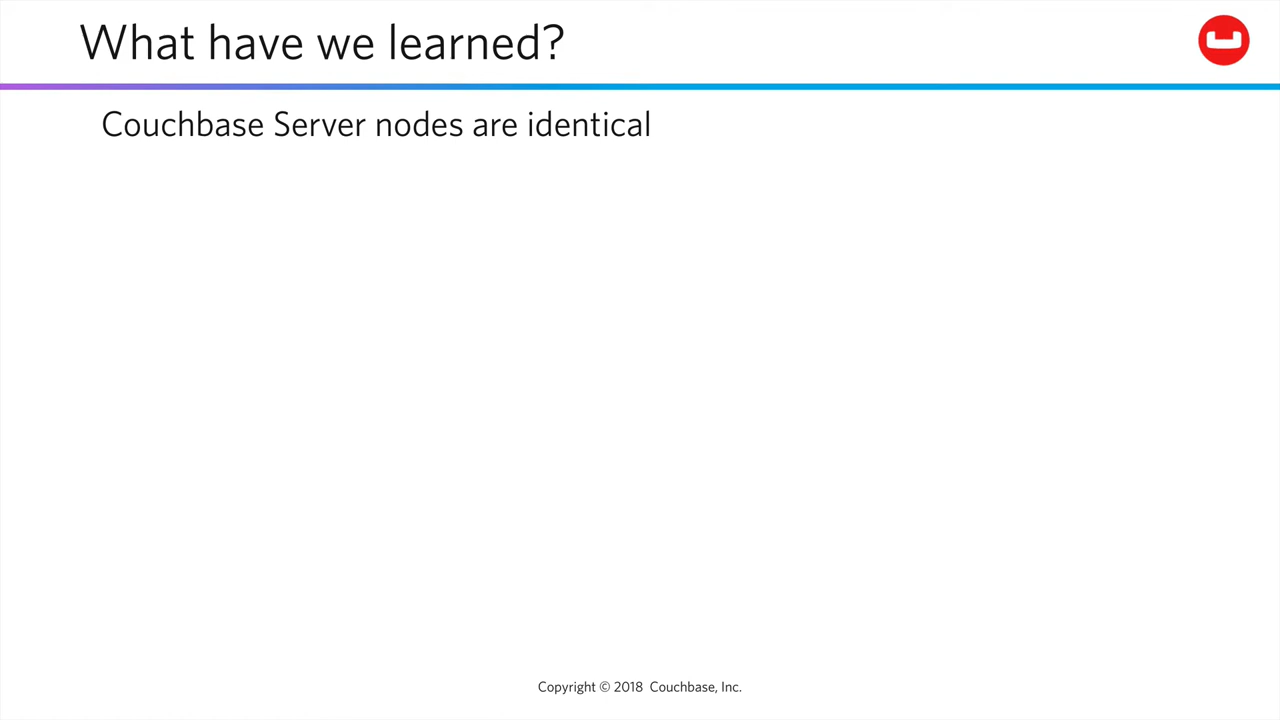 What have we learned?
Couchbase Server nodes are identical
Copyright © 2018 Couchbase, Inc.